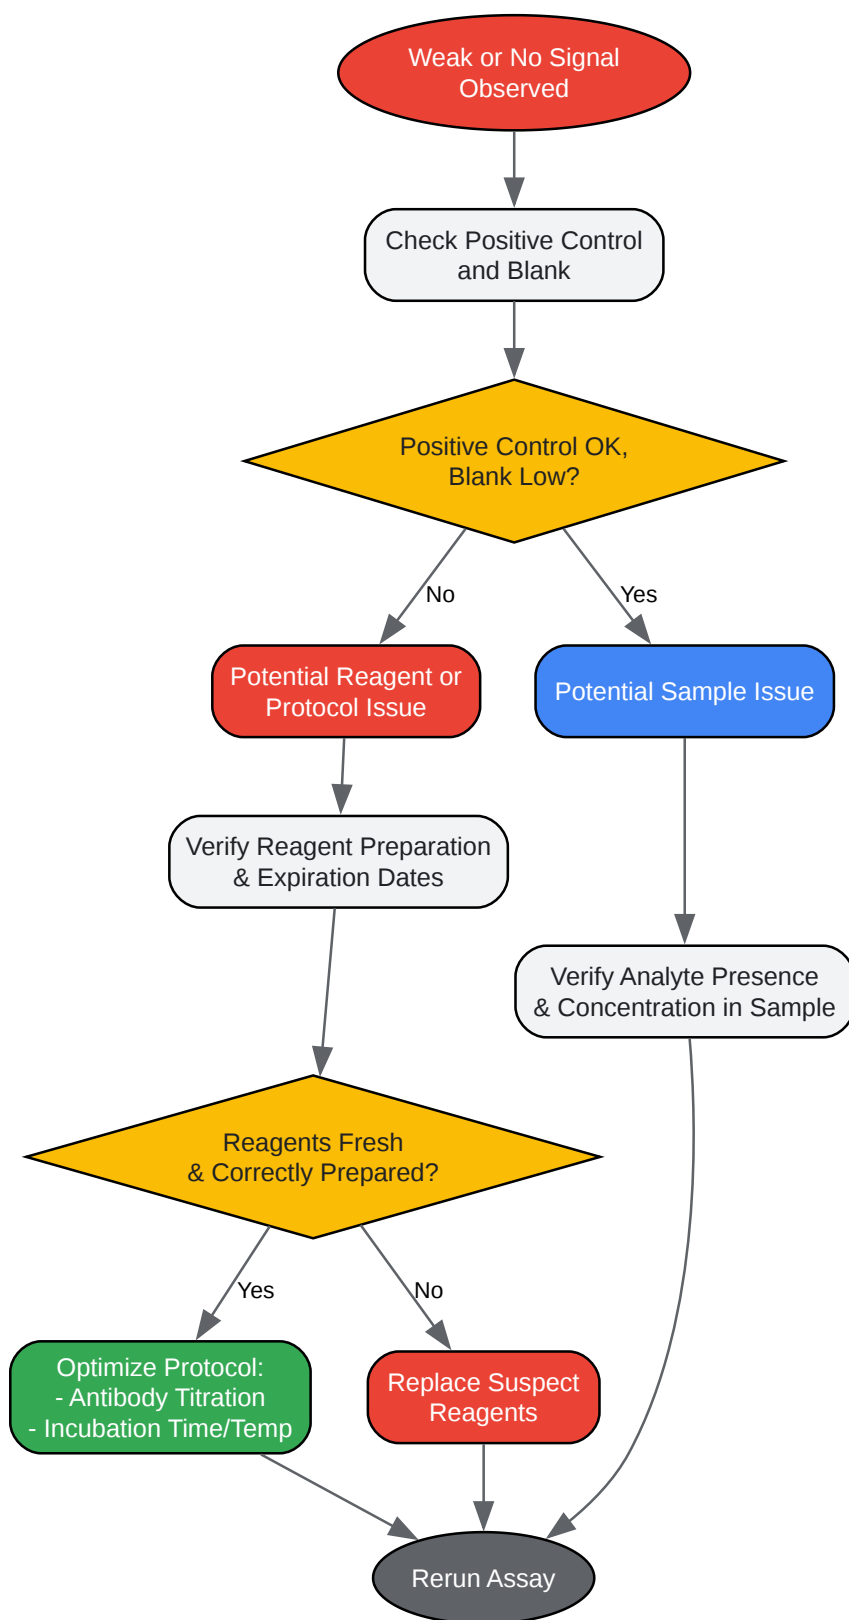 Weak or No Signal
Observed
Check Positive Control
and Blank
Positive Control OK,
Blank Low?
No
Yes
Potential Reagent or
Protocol Issue
Potential Sample Issue
Verify Reagent Preparation
& Expiration Dates
Verify Analyte Presence
& Concentration in Sample
Reagents Fresh
& Correctly Prepared?
Yes
No
Optimize Protocol:
- Antibody Titration
- Incubation Time/Temp
Replace Suspect
Reagents
Rerun Assay